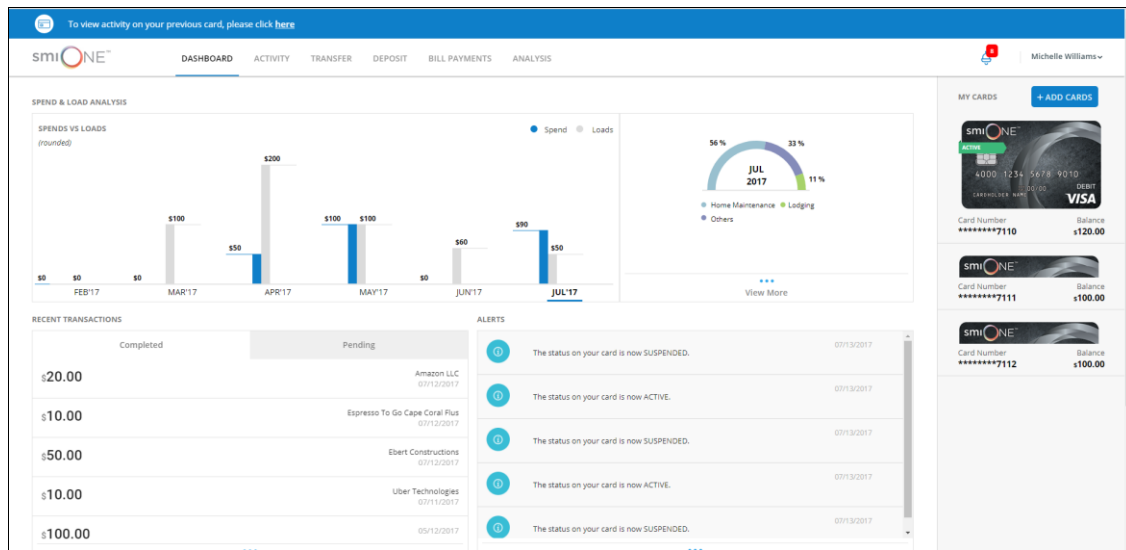 To view activity on your previous card, please click here
smiONE™
DASHBOARD ACTIVITY TRANSFER DEPOSIT BILL PAYMENTS ANALYSIS
8
Michelle Williams
SPEND & LOAD ANALYSIS
SPENDS VS LOADS
(rounded)
Spend Loads
$0 $0 $0 $100 $50 $200 $100 $100 $0 $60 $90 $50
FEB'17 MAR'17 APR'17 MAY'17 JUN'17 JUL'17
56 % 33 % 11 %
JUL
2017
Home Maintenance Lodging
Others
View More
RECENT TRANSACTIONS
Completed Pending
$20.00 Amazon LLC
07/12/2017
$10.00 Espresso To Go Cape Coral Flus
07/12/2017
$50.00 Ebert Constructions
07/12/2017
$10.00 Uber Technologies
07/11/2017
$100.00 05/12/2017
ALERTS
The status on your card is now SUSPENDED. 07/13/2017
The status on your card is now ACTIVE. 07/13/2017
The status on your card is now SUSPENDED. 07/13/2017
The status on your card is now ACTIVE. 07/13/2017
The status on your card is now SUSPENDED. 07/13/2017
MY CARDS + ADD CARDS
smiONE™
ACTIVE
4000 1234 5678 9010
00/00
CARDHOLDER NAME
DEBIT
VISA
Card Number Balance
********7110 $120.00
smiONE™
Card Number Balance
********7111 $100.00
smiONE™
Card Number Balance
********7112 $100.00